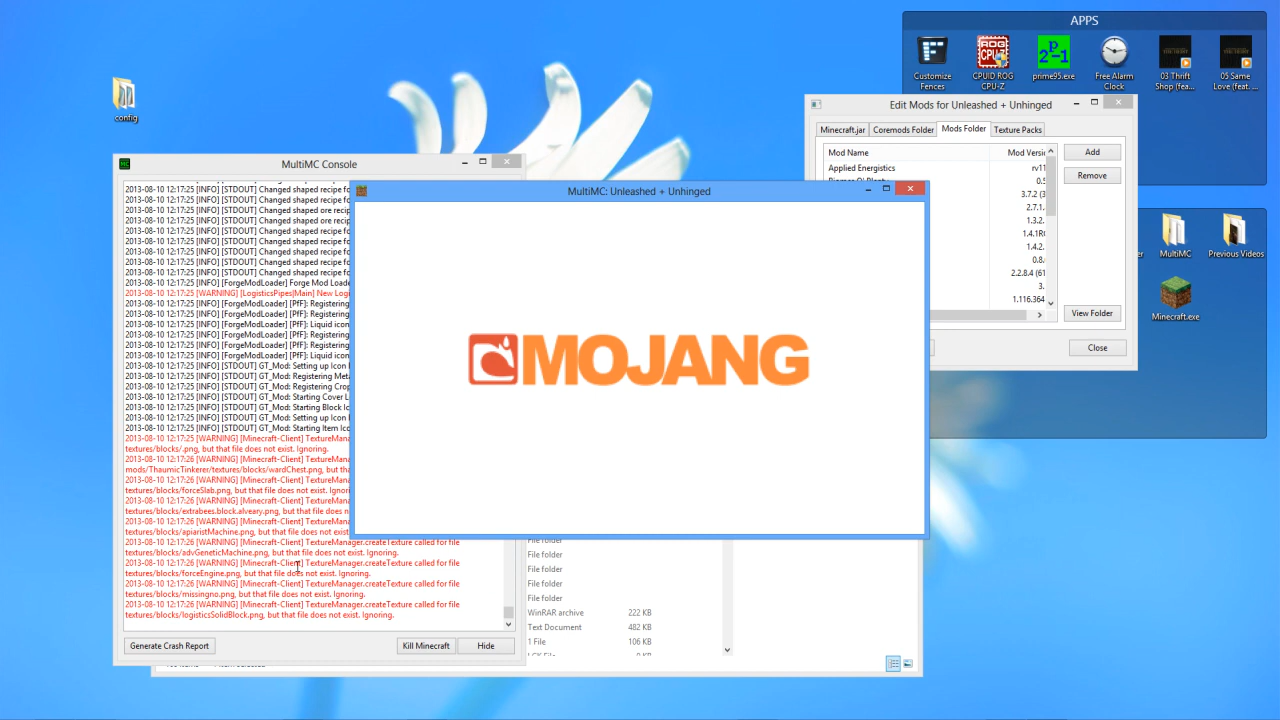 APPS
Customize Fences
CPUID ROG CPU-Z
prime95.exe
Free Alarm Clock
03 Thrift Shop (fea...
05 Same Love (feat. ...
config
Edit Mods for Unleashed + Unhinged
Minecraft.jar
Coremods Folder
Mods Folder
Texture Packs
Mod Name
Mod Versic
Add
Applied Energistics
rv11
Remove
0.5
3.7.2 (3
2.7.1.
1.3.2.
1.4.1R
1.4.2.
0.8.
2.2.8.4 (61
3.
1.116.364
View Folder
Close
MultiMC
Previous Videos
Minecraft.exe
MultiMC Console
2013-08-10 12:17:25 [INFO] [STDOUT] Changed shaped recipe fo
2013-08-10 12:17:25 [INFO] [STDOUT] Changed shaped recipe fo
2013-08-10 12:17:25 [INFO] [STDOUT] Changed shaped ore recip
2013-08-10 12:17:25 [INFO] [STDOUT] Changed shaped ore recip
2013-08-10 12:17:25 [INFO] [STDOUT] Changed shaped recipe fo
2013-08-10 12:17:25 [INFO] [STDOUT] Changed shaped recipe fo
2013-08-10 12:17:25 [INFO] [STDOUT] Changed shaped recipe fo
2013-08-10 12:17:25 [INFO] [STDOUT] Changed shaped recipe fo
2013-08-10 12:17:25 [INFO] [STDOUT] Changed shaped recipe fo
2013-08-10 12:17:25 [INFO] [ForgeModLoader] Forge Mod Loade
2013-08-10 12:17:25 [WARNING] [LogisticsPipes|Main] New Logi
2013-08-10 12:17:25 [INFO] [ForgeModLoader] [PfF]: Registering
2013-08-10 12:17:25 [INFO] [ForgeModLoader] [PfF]: Registering
2013-08-10 12:17:25 [INFO] [ForgeModLoader] [PfF]: Liquid icon
2013-08-10 12:17:25 [INFO] [ForgeModLoader] [PfF]: Registering
2013-08-10 12:17:25 [INFO] [ForgeModLoader] [PfF]: Registering
2013-08-10 12:17:25 [INFO] [ForgeModLoader] [PfF]: Liquid icon
2013-08-10 12:17:25 [INFO] [STDOUT] GT_Mod: Setting up Icon
2013-08-10 12:17:25 [INFO] [STDOUT] GT_Mod: Registering Met
2013-08-10 12:17:25 [INFO] [STDOUT] GT_Mod: Registering Crop
2013-08-10 12:17:25 [INFO] [STDOUT] GT_Mod: Starting Cover L
2013-08-10 12:17:25 [INFO] [STDOUT] GT_Mod: Starting Block Ic
2013-08-10 12:17:25 [INFO] [STDOUT] GT_Mod: Setting up Icon
2013-08-10 12:17:25 [INFO] [STDOUT] GT_Mod: Starting Item Ico
2013-08-10 12:17:25 [WARNING] [Minecraft-Client] TextureMana
textures/blocks/.png, but that file does not exist. Ignoring.
2013-08-10 12:17:26 [WARNING] [Minecraft-Client] TextureMana
mods/ThaumicTinkerer/textures/blocks/wardChest.png, but tha
2013-08-10 12:17:26 [WARNING] [Minecraft-Client] TextureMana
textures/blocks/forceSlab.png, but that file does not exist. Ignori
2013-08-10 12:17:26 [WARNING] [Minecraft-Client] TextureMana
textures/blocks/extrabees.block.alveary.png, but that file does n
2013-08-10 12:17:26 [WARNING] [Minecraft-Client] TextureMana
textures/blocks/apiaristMachine.png, but that file does not exist
2013-08-10 12:17:26 [WARNING] [Minecraft-Client] TextureManager.createTexture called for file
textures/blocks/advGeneticMachine.png, but that file does not exist. Ignoring.
2013-08-10 12:17:26 [WARNING] [Minecraft-Client] TextureManager.createTexture called for file
textures/blocks/forceEngine.png, but that file does not exist. Ignoring.
2013-08-10 12:17:26 [WARNING] [Minecraft-Client] TextureManager.createTexture called for file
textures/blocks/missingno.png, but that file does not exist. Ignoring.
2013-08-10 12:17:26 [WARNING] [Minecraft-Client] TextureManager.createTexture called for file
textures/blocks/logisticsSolidBlock.png, but that file does not exist. Ignoring.
Generate Crash Report
Kill Minecraft
Hide
MultiMC: Unleashed + Unhinged
MOJANG
File folder
File folder
File folder
File folder
File folder
WinRAR archive 222 KB
Text Document 482 KB
1 File 106 KB